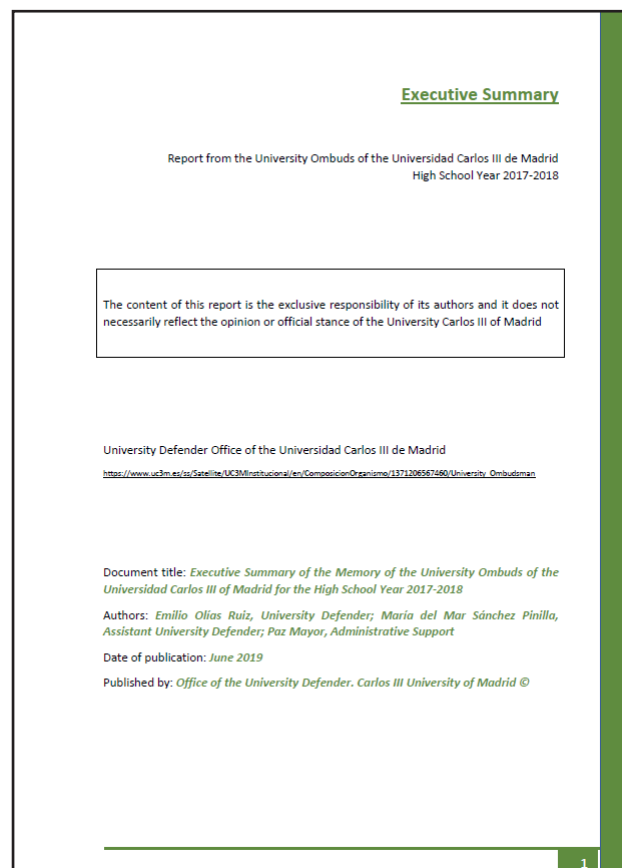 Executive Summary
Report from the University Ombuds of the Universidad Carlos III de Madrid
High School Year 2017-2018
The content of this report is the exclusive responsibility of its authors and it does not
necessarily reflect the opinion or official stance of the University Carlos III of Madrid
University Defender Office of the Universidad Carlos III de Madrid
https://www.uc3m.es/ss/Satellite/UC3MInstitucional/en/ComposicionOrganismo/1371206567460/University_Ombudsman
Document title: Executive Summary of the Memory of the University Ombuds of the
Universidad Carlos III of Madrid for the High School Year 2017-2018
Authors: Emilio Olías Ruiz, University Defender; María del Mar Sánchez Pinilla,
Assistant University Defender; Paz Mayor, Administrative Support
Date of publication: June 2019
Published by: Office of the University Defender. Carlos III University of Madrid ©
1